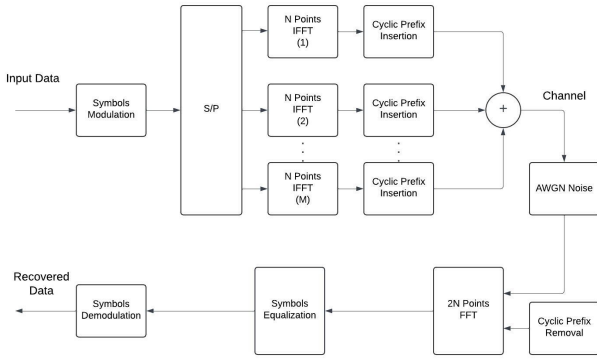 N Points
IFFT
(1)
Cyclic Prefix
Insertion
Input Data
Symbols
Modulation
S/P
N Points
IFFT
(2)
Cyclic Prefix
Insertion
+
Channel
N Points
IFFT
(M)
Cyclic Prefix
Insertion
AWGN Noise
Recovered
Data
Symbols
Demodulation
Symbols
Equalization
2N Points
FFT
Cyclic Prefix
Removal